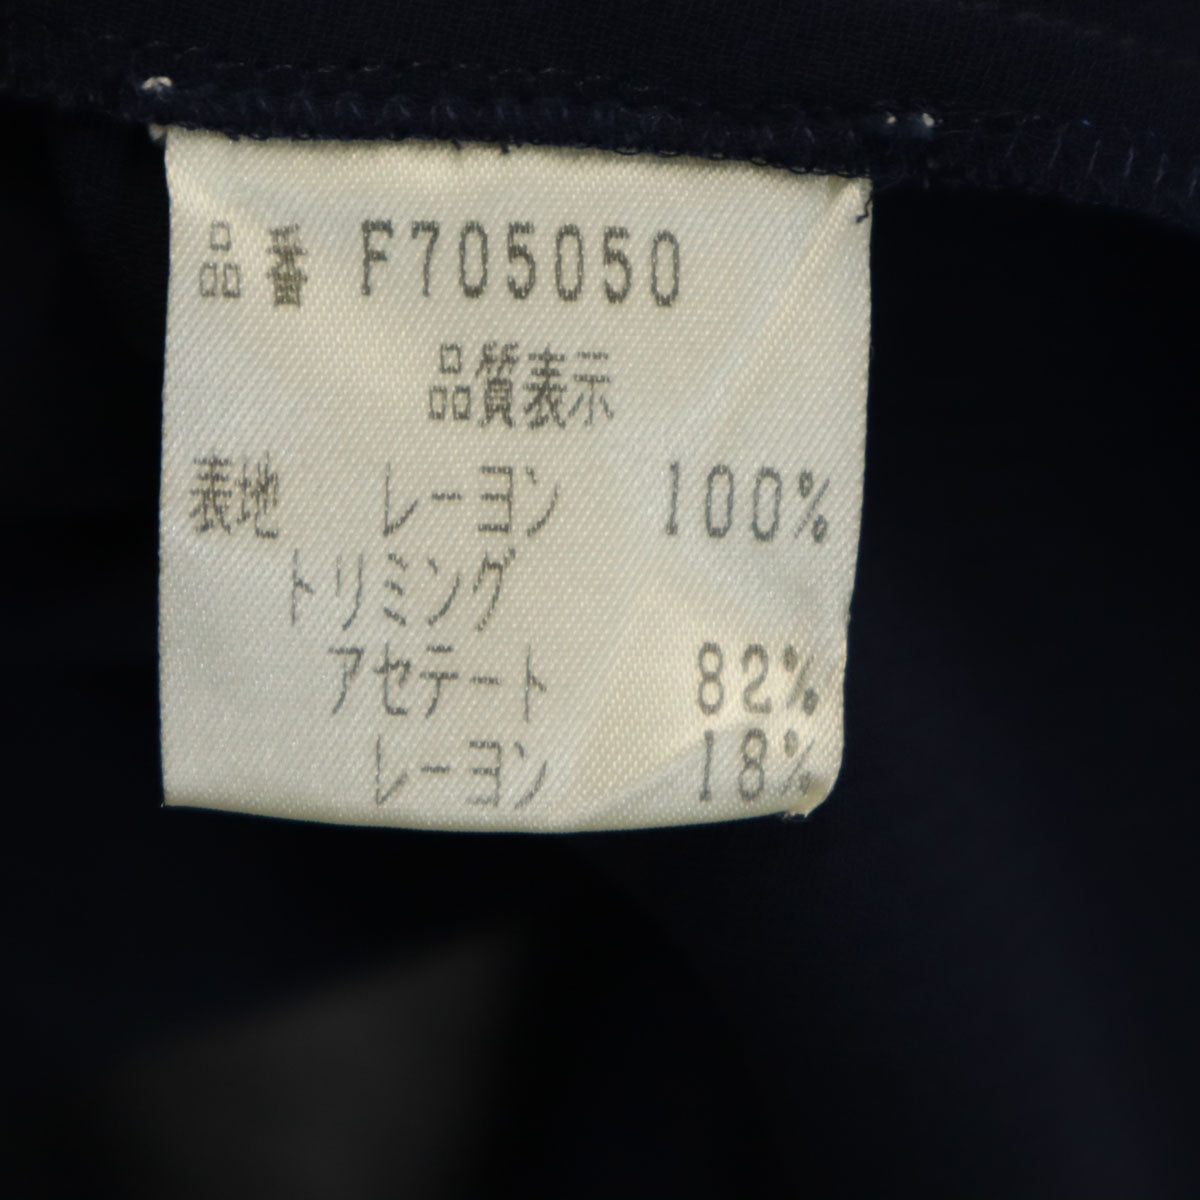 品番 F705050
品質表示
表地 レーヨン 100%
トリミング
アセテート 82%
レーヨン 18%